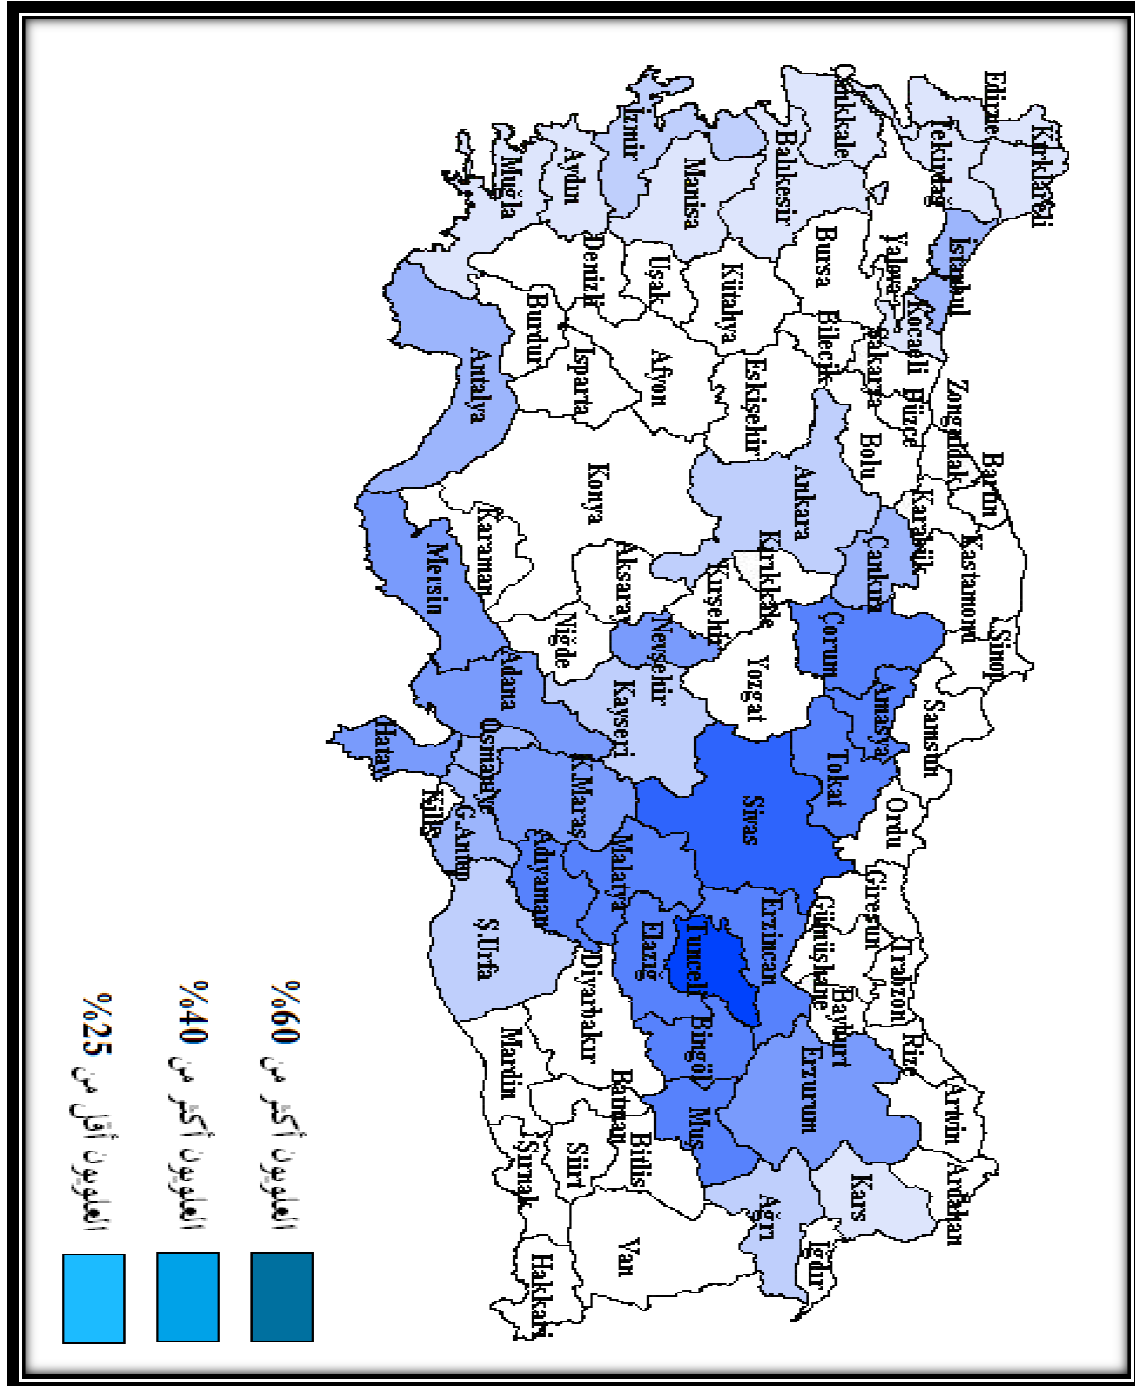 Kırklareli
Edirne
Tekirdağ
İstanbul
Kocaeli
Yalova
Sakarya
Düzce
Zonguldak
Bartın
Karabük
Kastamonu
Sinop
Samsun
Ordu
Giresun
Trabzon
Rize
Artvin
Ardahan
Balıkesir
Bursa
Bilecik
Bolu
Ankara
Çankırı
Çorum
Amasya
Tokat
Gümüşhane
Bayburt
Erzurum
Kars
Iğdır
Manisa
Kütahya
Eskişehir
Kırıkkale
Kırşehir
Yozgat
Sivas
Erzincan
Tunceli
Bingöl
Muş
Ağrı
İzmir
Uşak
Afyon
Aksaray
Nevşehir
Kayseri
Malatya
Elazığ
Bitlis
Van
Aydın
Denizli
Isparta
Konya
Niğde
K.Maras
Adıyaman
Diyarbakır
Batman
Siirt
Muğla
Burdur
Antalya
Karaman
Mersin
Adana
Osmaniye
Hatay
Kilis
G.Antep
Ş.Urfa
Mardin
Şırnak
Hakkari
العلويون أكثر من 60%
العلويون أكثر من 40%
العلويون أقل من 25%